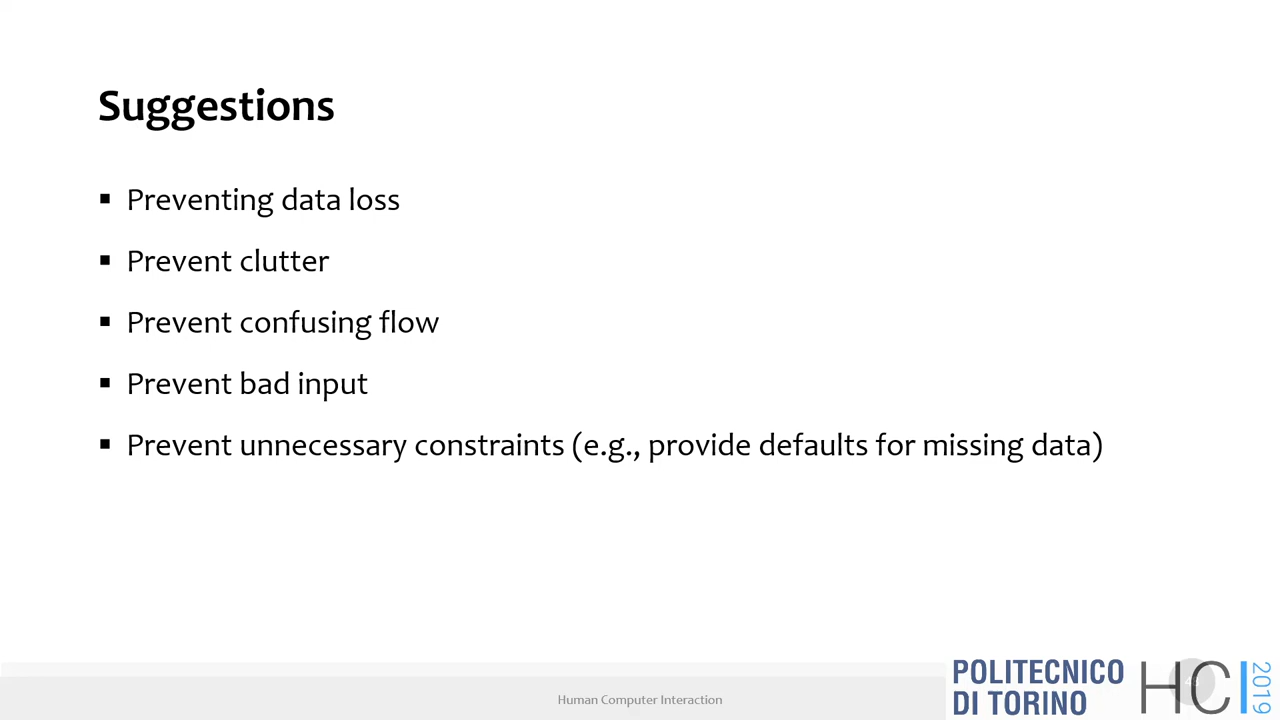 Suggestions
▪ Preventing data loss
▪ Prevent clutter
▪ Prevent confusing flow
▪ Prevent bad input
▪ Prevent unnecessary constraints (e.g., provide defaults for missing data)
Human Computer Interaction
POLITECNICO
DI TORINO
HCI
2019